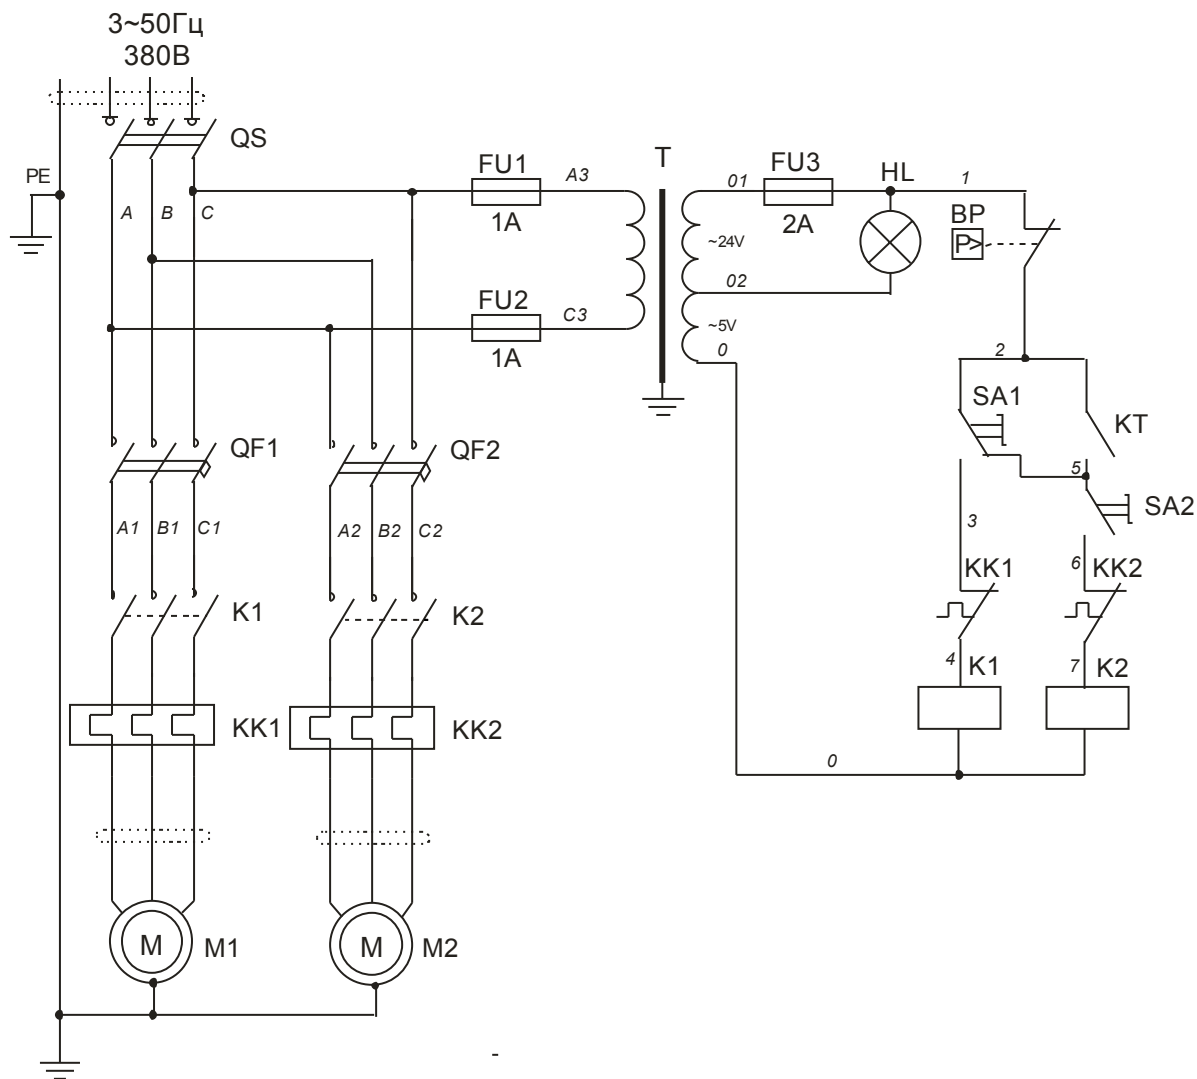 3~50Гц
380В
QS
PE
A
B
C
FU1
1A
A3
T
01
FU3
2A
HL
1
BP
P>
~24V
02
FU2
1A
C3
~5V
0
2
SA1
KT
5
SA2
QF1
QF2
A1
B1
C1
A2
B2
C2
3
6
KK1
KK2
K1
K2
4
K1
7
K2
KK1
KK2
0
M
M1
M
M2
-